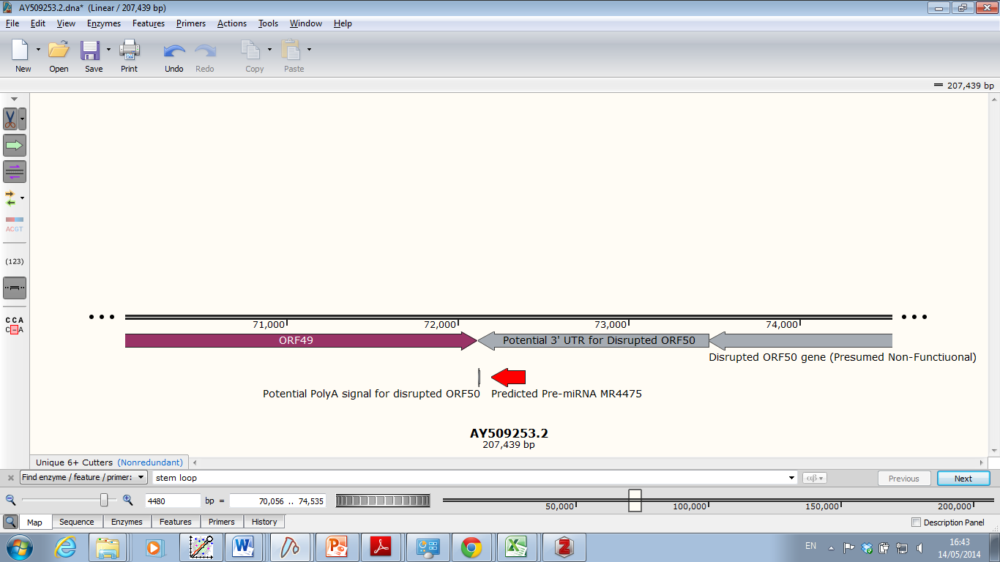 AY509253.2.dna* (Linear / 207,439 bp)
File Edit View Enzymes Features Primers Actions Tools Window Help
New Open Save Print Undo Redo Copy Paste
207,439 bp
(123)
ACGT
C C A
C - A
71,000 72,000 73,000 74,000
ORF49 Potential 3' UTR for Disrupted ORF50
Disrupted ORF50 gene (Presumed Non-Functiuonal)
Potential PolyA signal for disrupted ORF50 Predicted Pre-miRNA MR4475
AY509253.2
207,439 bp
Unique 6+ Cutters (Nonredundant)
Find enzyme / feature / primer: stem loop αβ Previous Next
4480 bp = 70,056 .. 74,535 50,000 100,000 150,000 200,000
Map Sequence Enzymes Features Primers History Description Panel
EN 16:43
14/05/2014